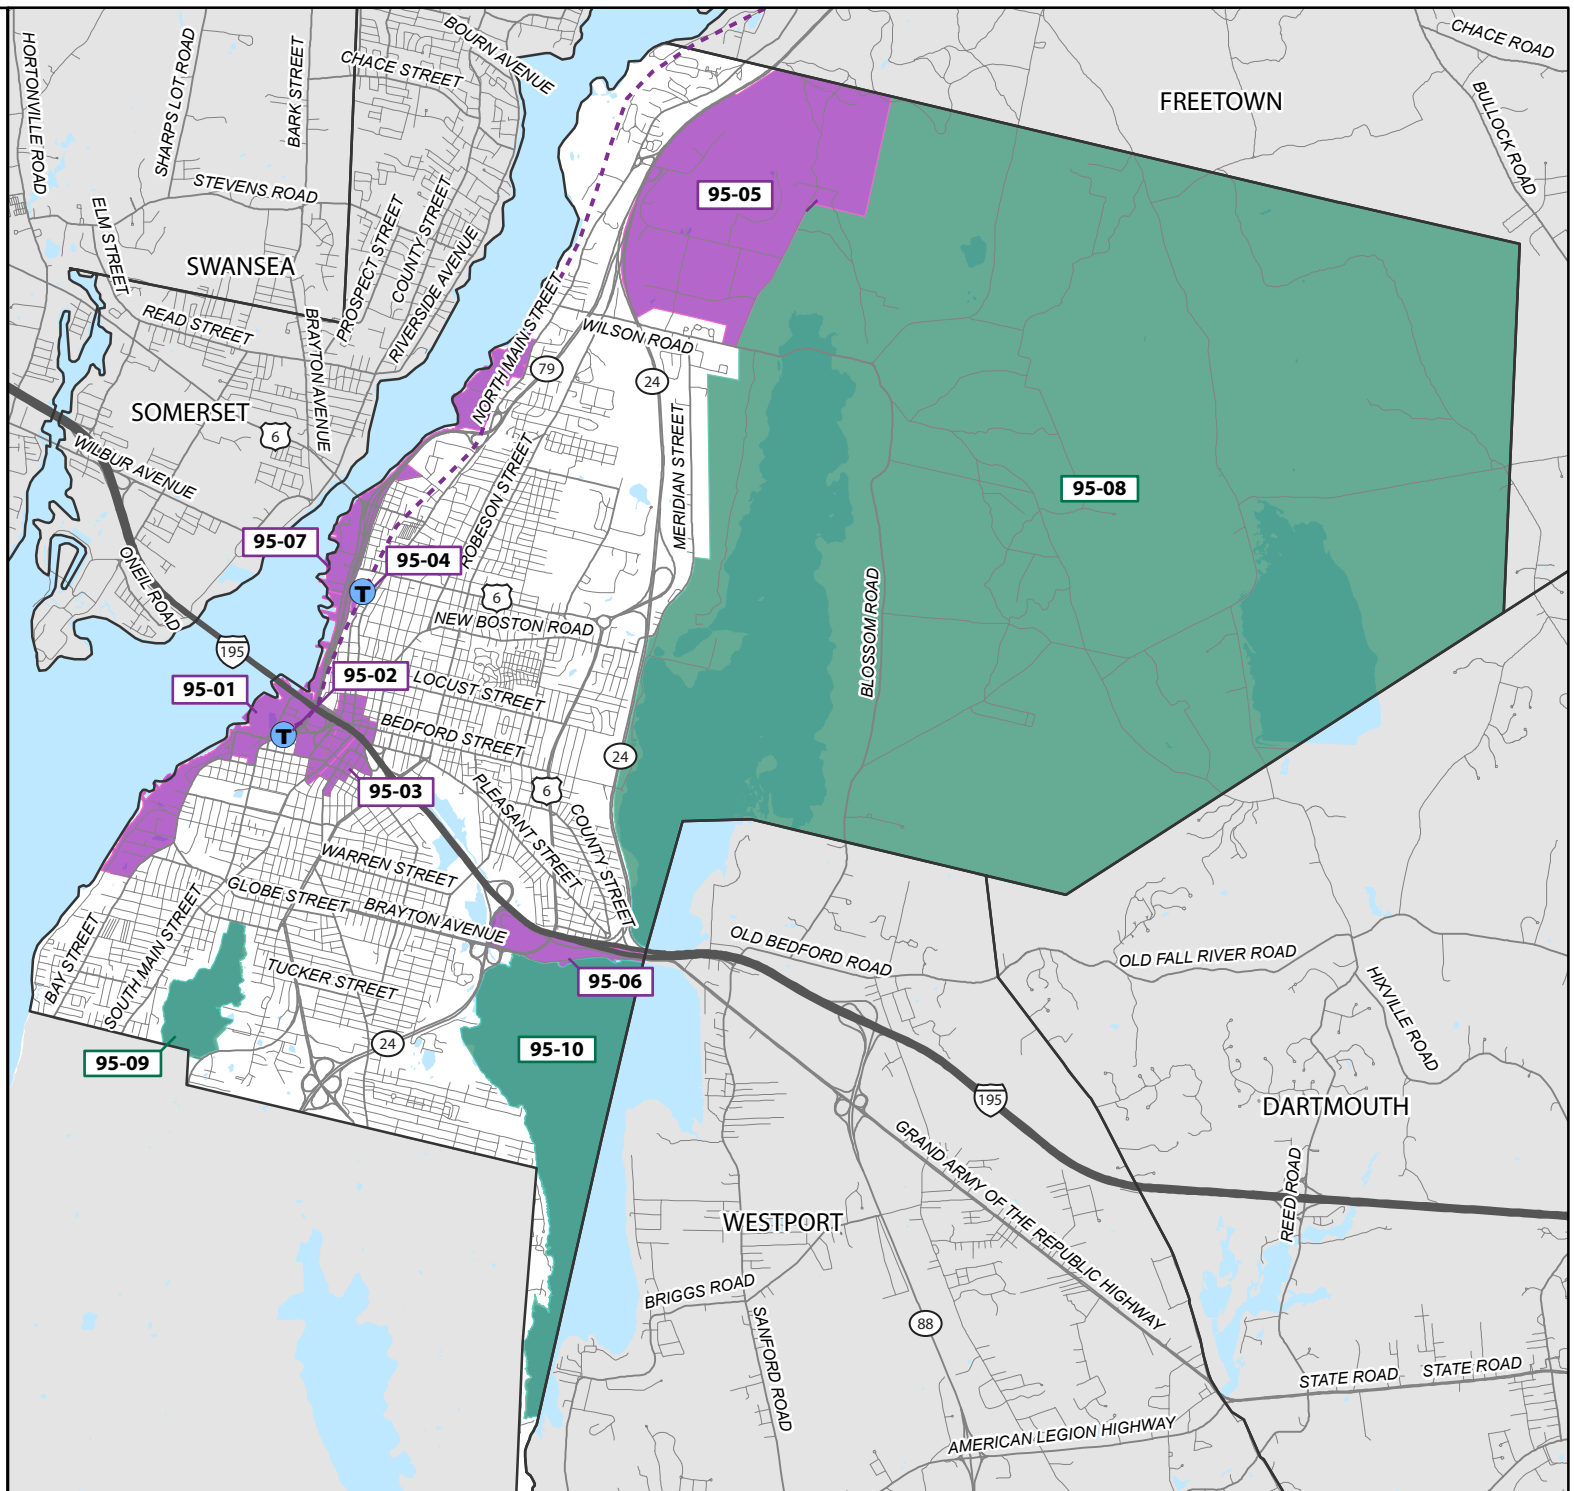 HORTONVILLE ROAD
SHARPS LOT ROAD
BARK STREET
CHACE STREET
BOURN AVENUE
CHACE ROAD
BULLOCK ROAD
FREETOWN
STEVENS ROAD
ELM STREET
PROSPECT STREET
COUNTY STREET
RIVERSIDE AVENUE
95-05
SWANSEA
READ STREET
BRAYTON AVENUE
NORTH MAIN STREET
WILSON ROAD
79
24
SOMERSET
6
WILBUR AVENUE
MERIDIAN STREET
ROBESON STREET
95-08
95-07
95-04
T
ONEIL ROAD
6
NEW BOSTON ROAD
BLOSSOM ROAD
195
95-01
95-02
LOCUST STREET
T
BEDFORD STREET
24
95-03
6
PLEASANT STREET
COUNTY STREET
WARREN STREET
GLOBE STREET
BRAYTON AVENUE
BAY STREET
SOUTH MAIN STREET
TUCKER STREET
95-06
OLD BEDFORD ROAD
OLD FALL RIVER ROAD
HIXVILLE ROAD
24
95-09
95-10
195
DARTMOUTH
GRAND ARMY OF THE REPUBLIC HIGHWAY
REED ROAD
WESTPORT
BRIGGS ROAD
SANFORD ROAD
88
STATE ROAD
STATE ROAD
AMERICAN LEGION HIGHWAY